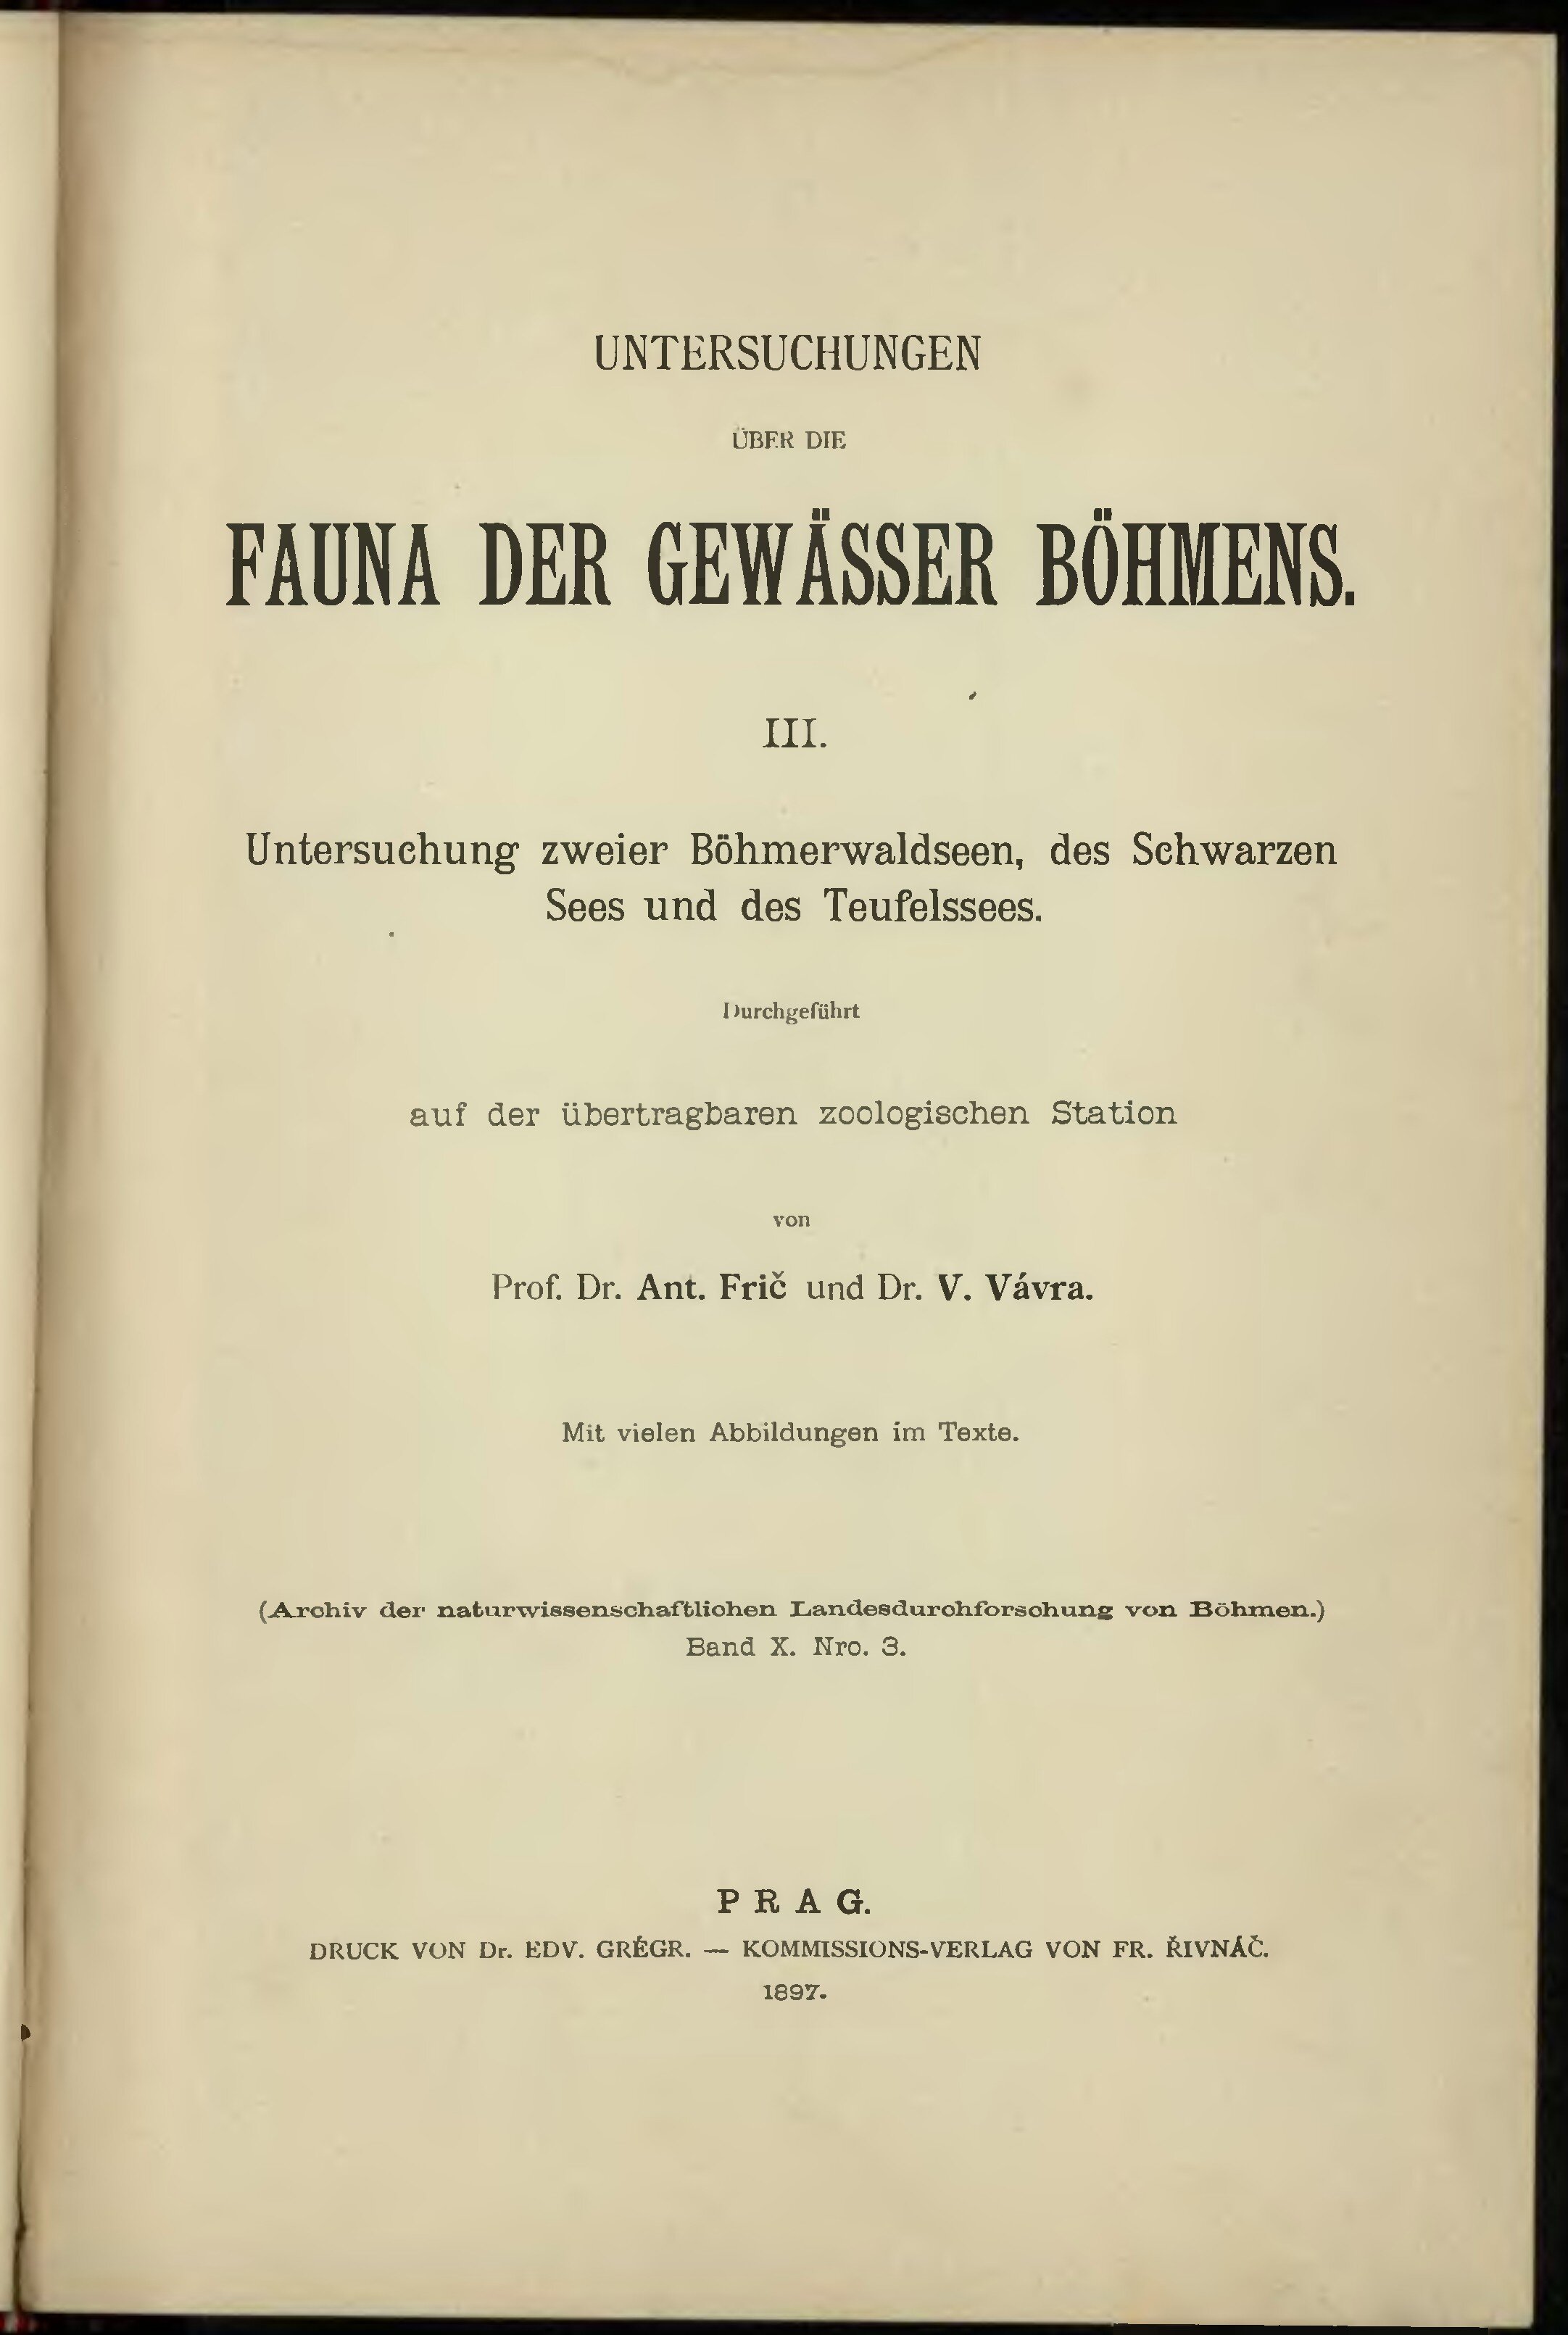 UNTERSUCHUNGEN
ÜBER DIE
FAUNA DER GEWÄSSER BÖHMENS.
III.
Untersuchung zweier Böhmerwaldseen, des Schwarzen
Sees und des Teufelssees.
Durchgeführt
auf der übertragbaren zoologischen Station
von
Prof. Dr. Ant. Frič und Dr. V. Vávra.
Mit vielen Abbildungen im Texte.
(Archiv der naturwissenschaftlichen Landesdurchforschung von Böhmen.)
Band X. Nro. 3.
PRAG.
DRUCK VON Dr. EDV. GRÉGR. — KOMMISSIONS-VERLAG VON FR. ŘIVNÁČ.
1897.